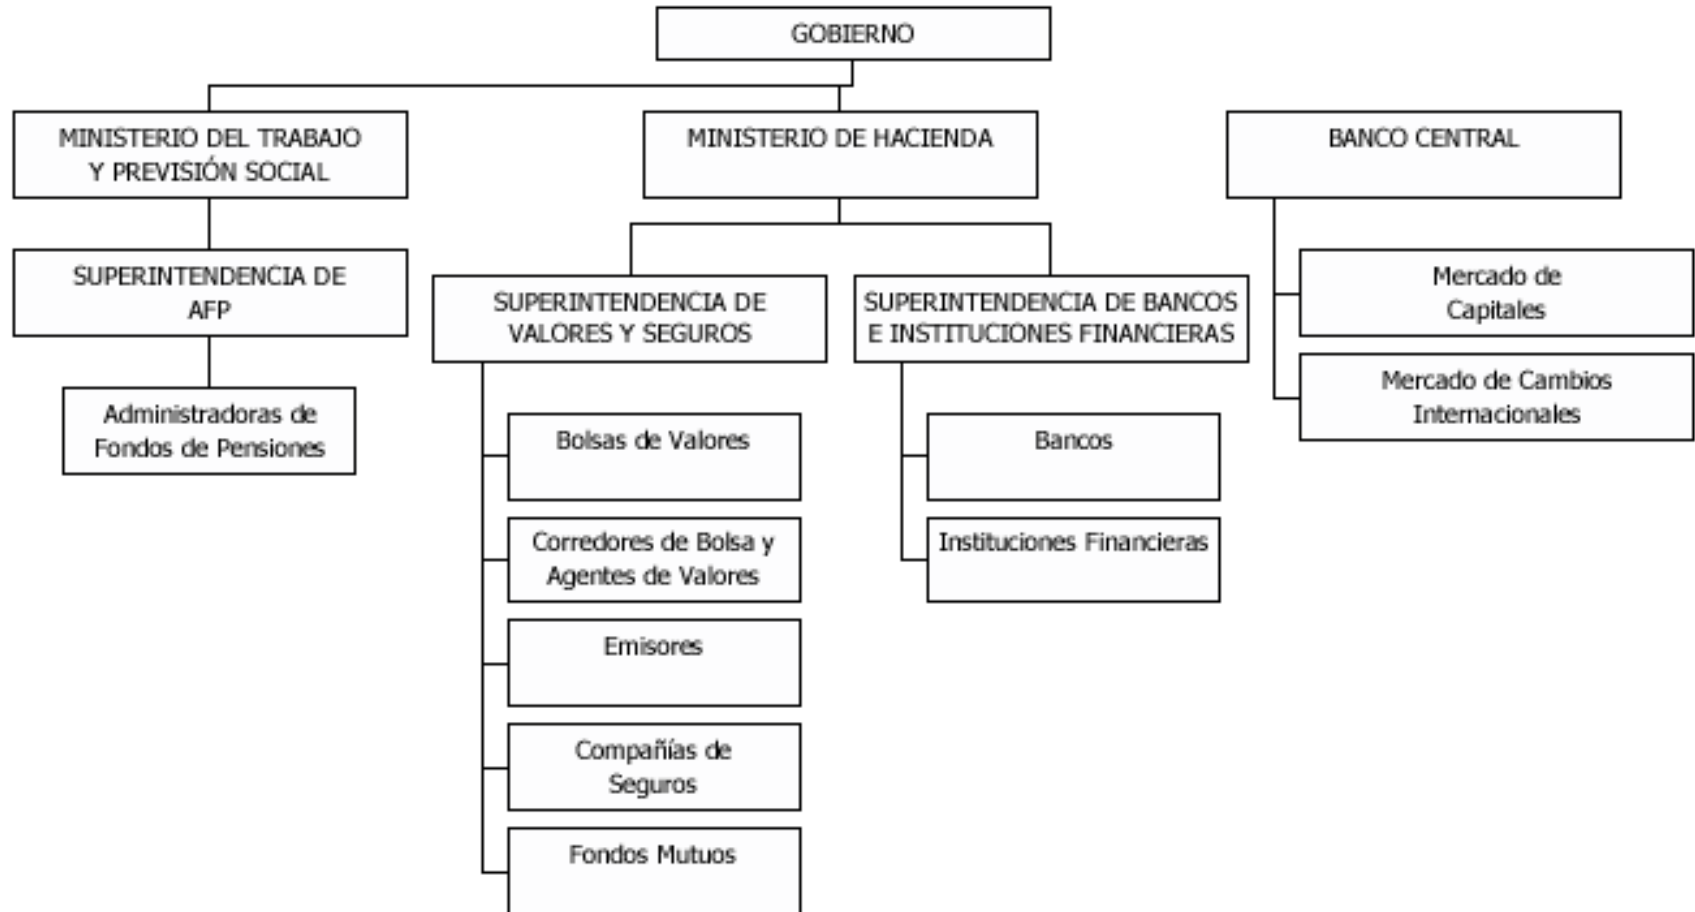 GOBIERNO
MINISTERIO DEL TRABAJO
Y PREVISIÓN SOCIAL
MINISTERIO DE HACIENDA
BANCO CENTRAL
SUPERINTENDENCIA DE
AFP
SUPERINTENDENCIA DE
VALORES Y SEGUROS
SUPERINTENDENCIA DE BANCOS
E INSTITUCIONES FINANCIERAS
Mercado de
Capitales
Mercado de Cambios
Internacionales
Administradoras de
Fondos de Pensiones
Bolsas de Valores
Corredores de Bolsa y
Agentes de Valores
Emisores
Compañías de
Seguros
Fondos Mutuos
Bancos
Instituciones Financieras